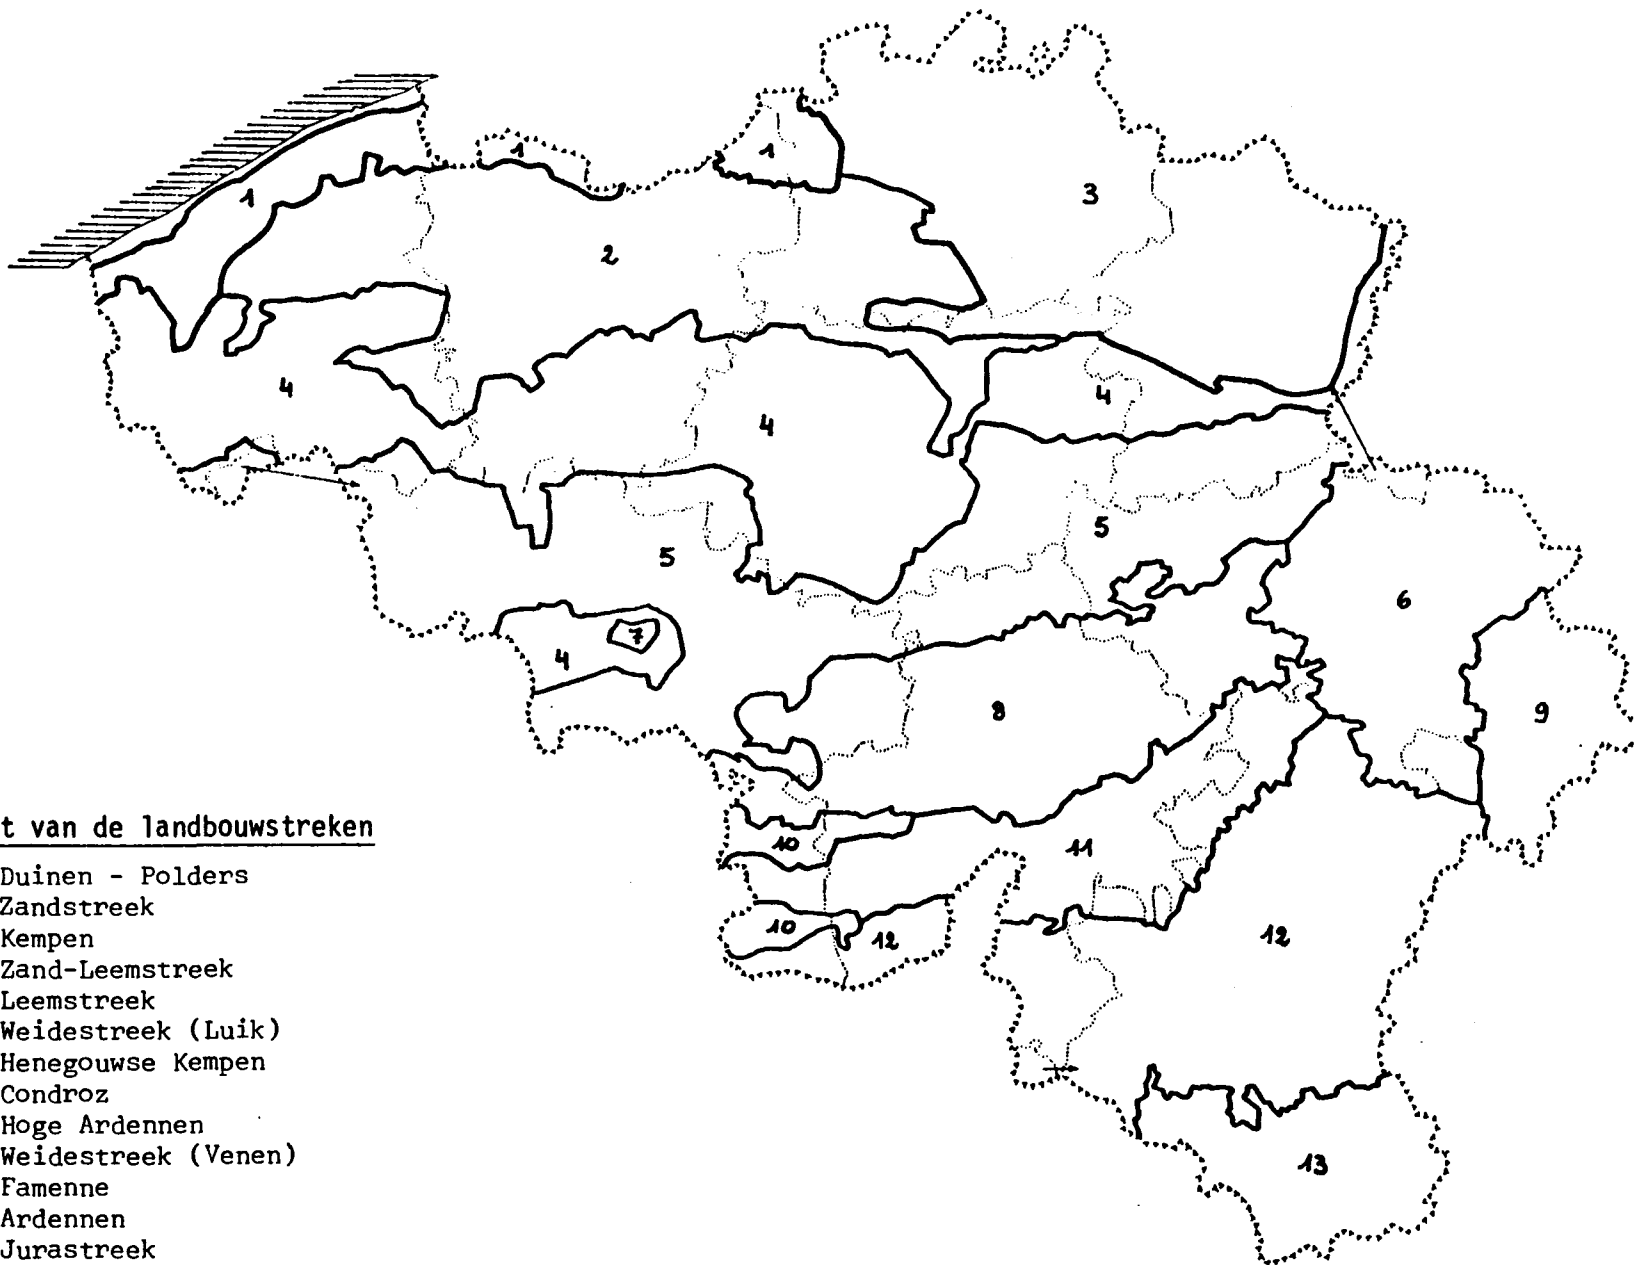 1
1
1
3
2
4
4
4
5
5
6
7
4
8
9
10
11
10
12
12
13
t van de landbouwstreken
Duinen - Polders
Zandstreek
Kempen
Zand-Leemstreek
Leemstreek
Weidestreek (Luik)
Henegouwse Kempen
Condroz
Hoge Ardennen
Weidestreek (Venen)
Famenne
Ardennen
Jurastreek